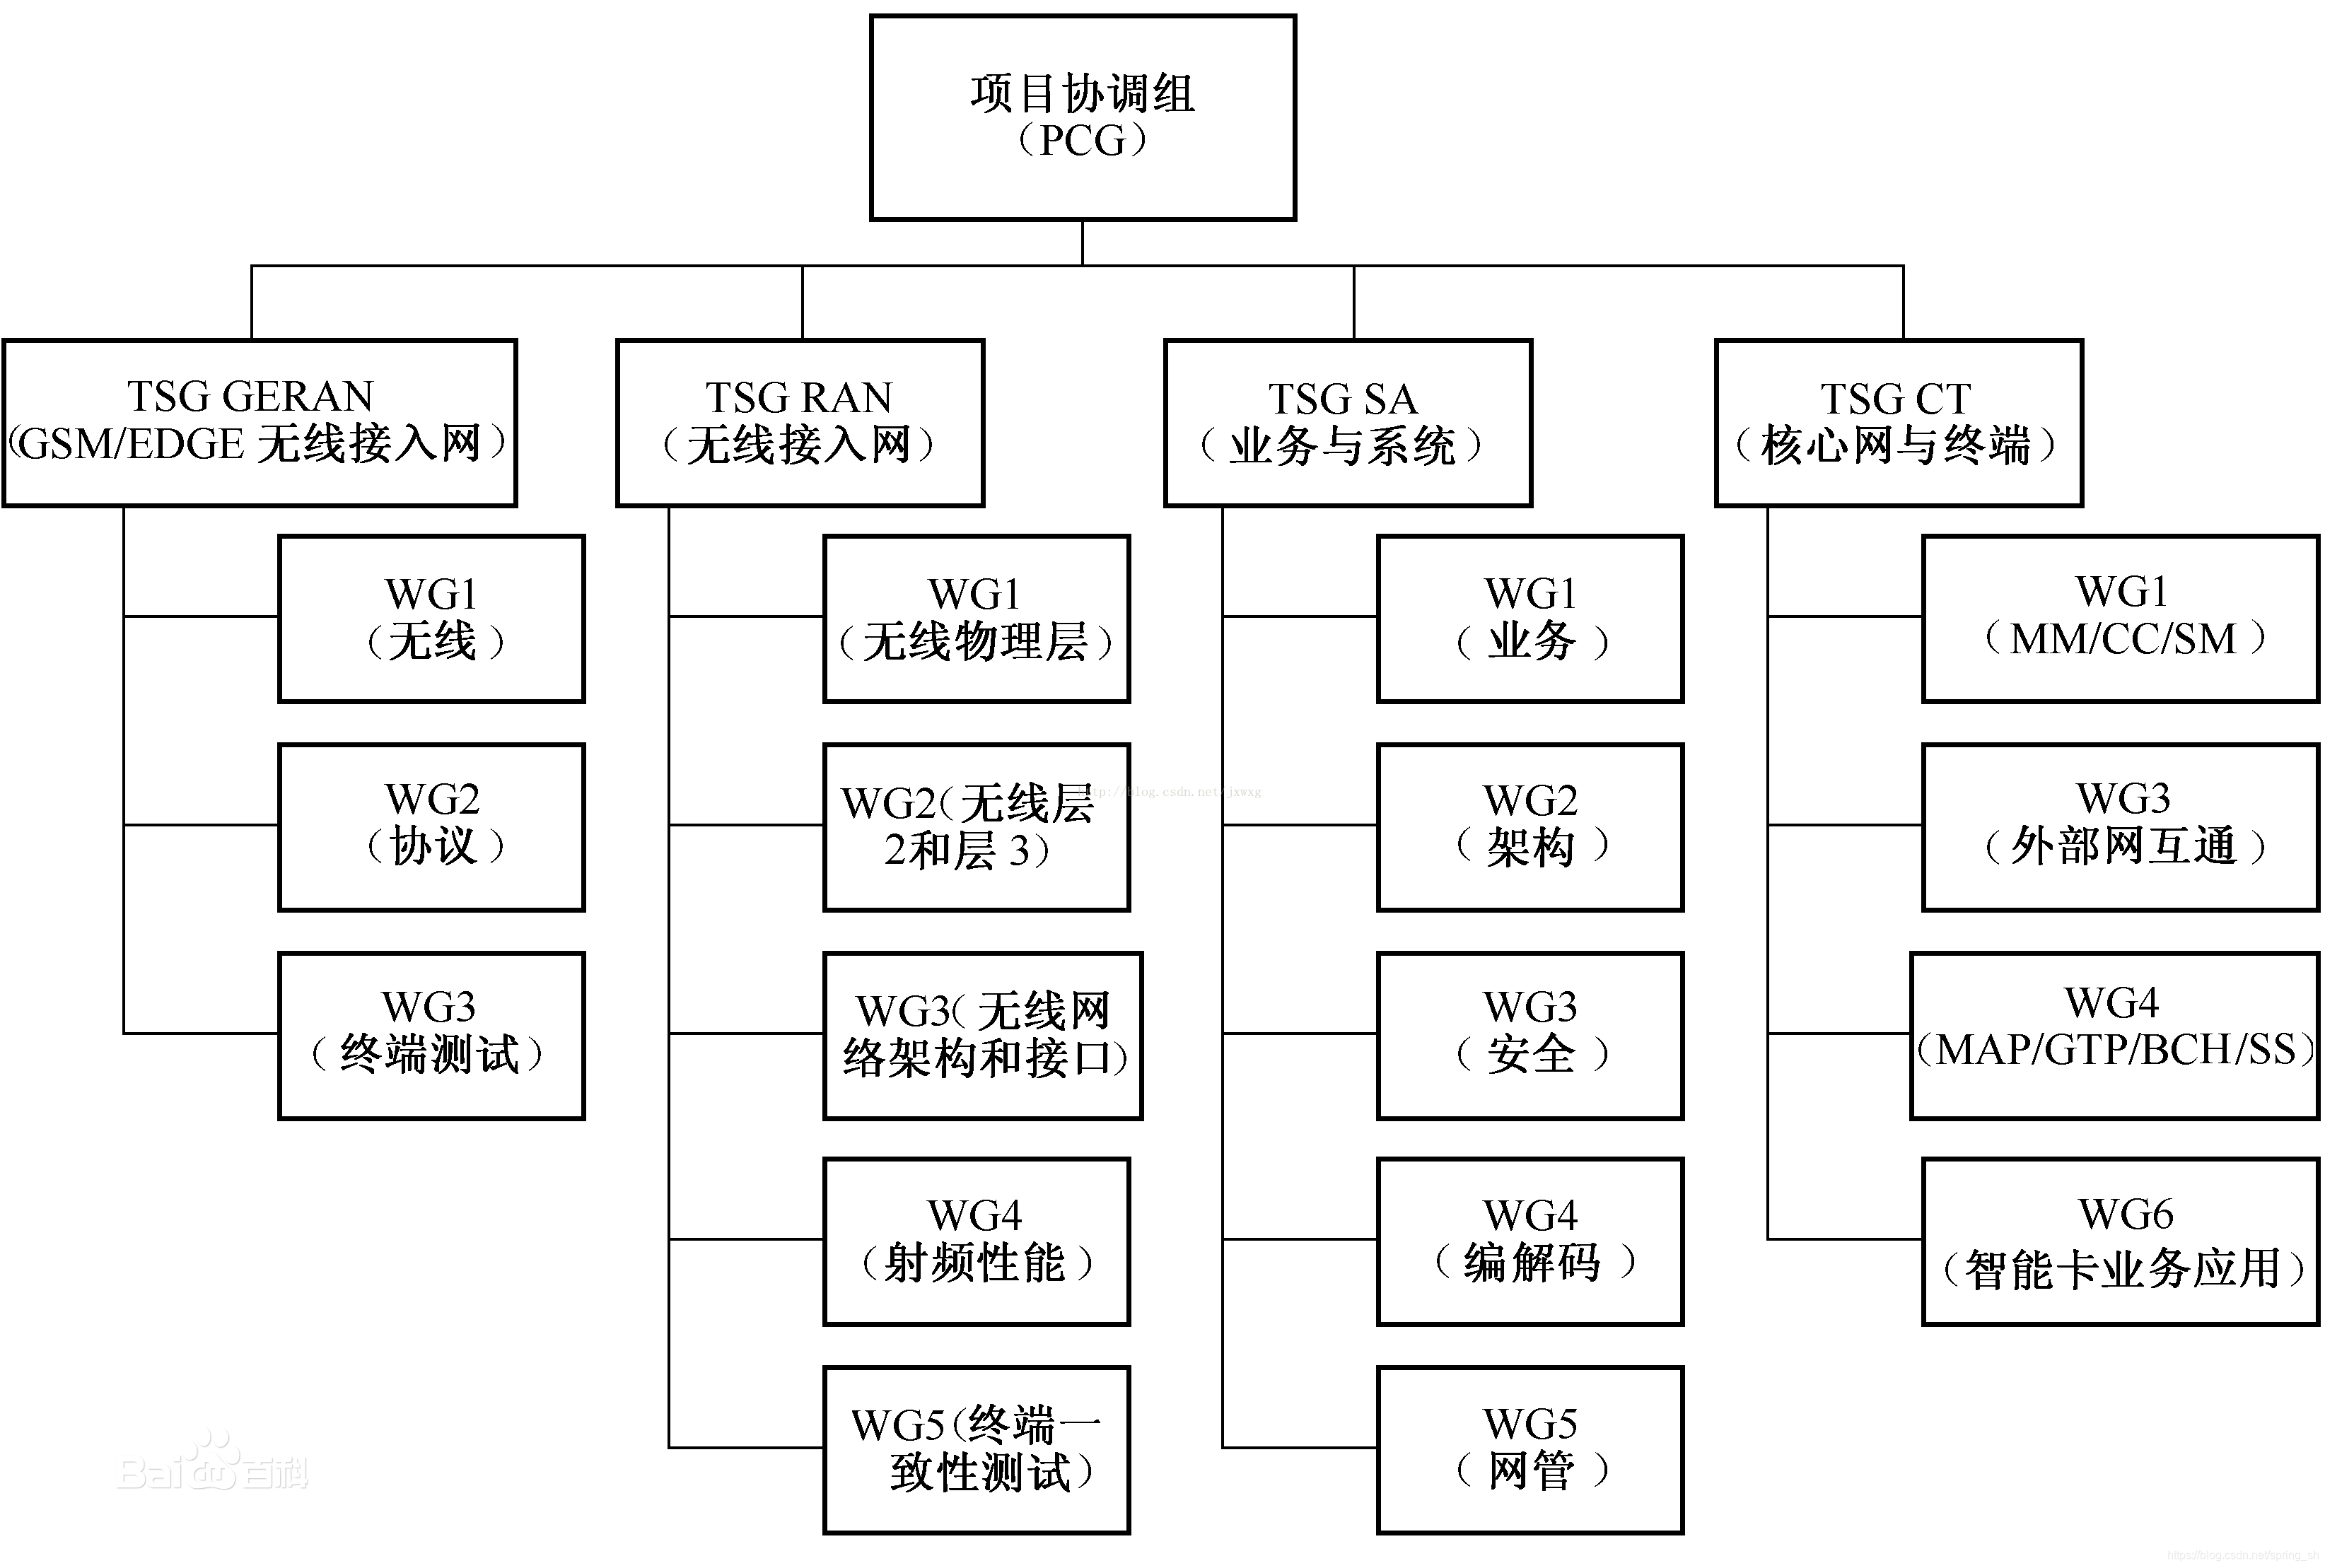 项目协调组
（PCG）
TSG GERAN
（GSM/EDGE 无线接入网）
WG1
（无线）
WG2
（协议）
WG3
（终端测试）
TSG RAN
（无线接入网）
WG1
（无线物理层）
WG2（无线层
2和层 3）
WG3（无线网
络架构和接口）
WG4
（射频性能）
WG5（终端一
致性测试）
TSG SA
（业务与系统）
WG1
（业务）
WG2
（架构）
WG3
（安全）
WG4
（编解码）
WG5
（网管）
TSG CT
（核心网与终端）
WG1
（MM/CC/SM）
WG3
（外部网互通）
WG4
（MAP/GTP/BCH/SS）
WG6
（智能卡业务应用）
http://blog.csdn.net/jxwxg
Bai 百科
https://blog.csdn.net/spring_sh